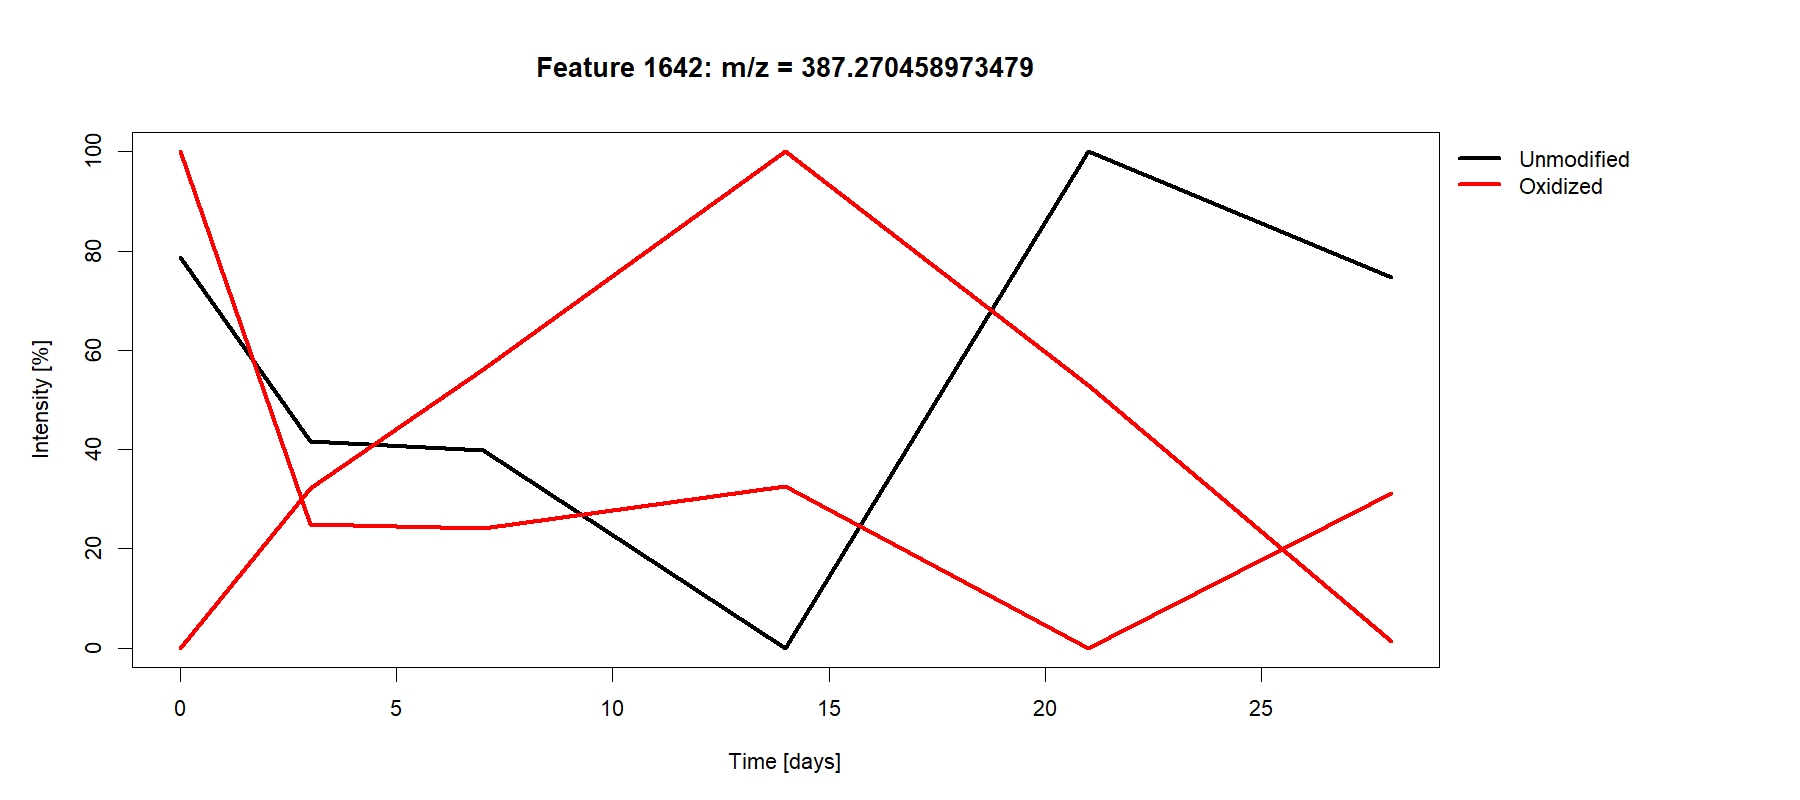 Feature 1642: m/z = 387.270458973479
Unmodified
Oxidized
Intensity [%]
100
80
60
40
20
0
0 5 10 15 20 25
Time [days]